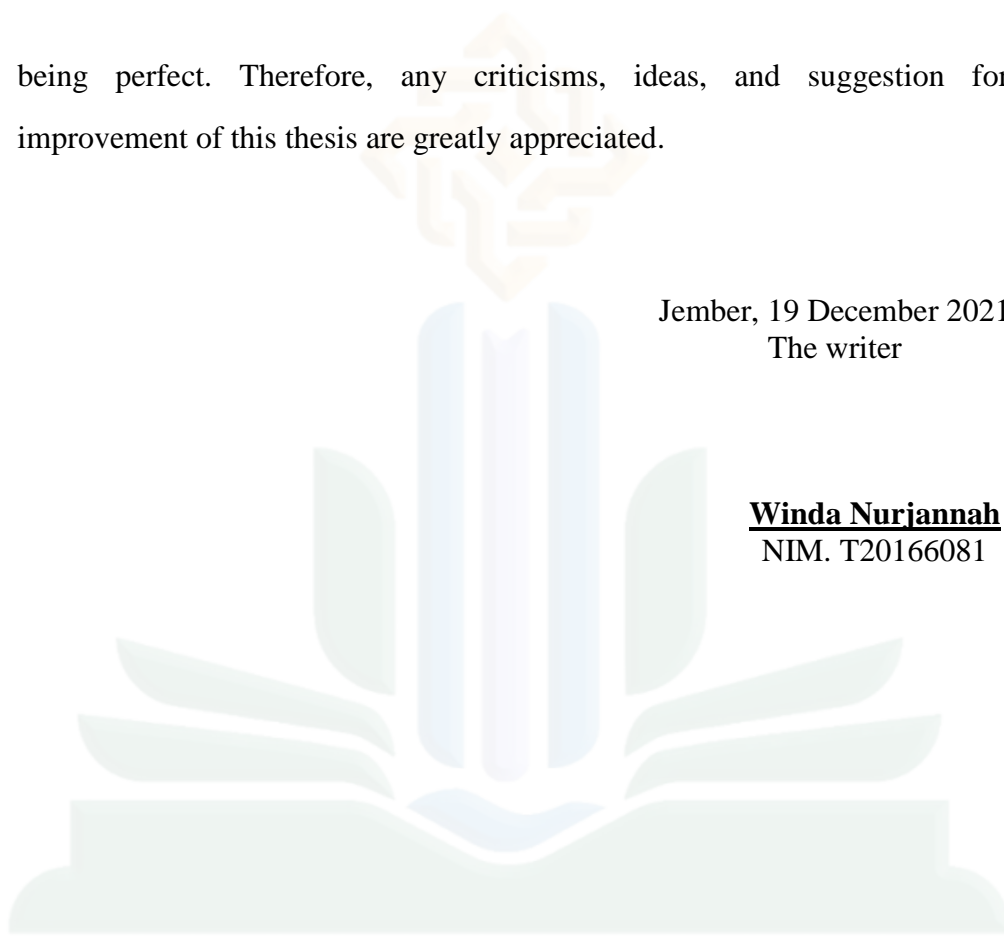 being perfect. Therefore, any criticisms, ideas, and suggestion for
improvement of this thesis are greatly appreciated.
Jember, 19 December 2021
The writer
Winda Nurjannah
NIM. T20166081